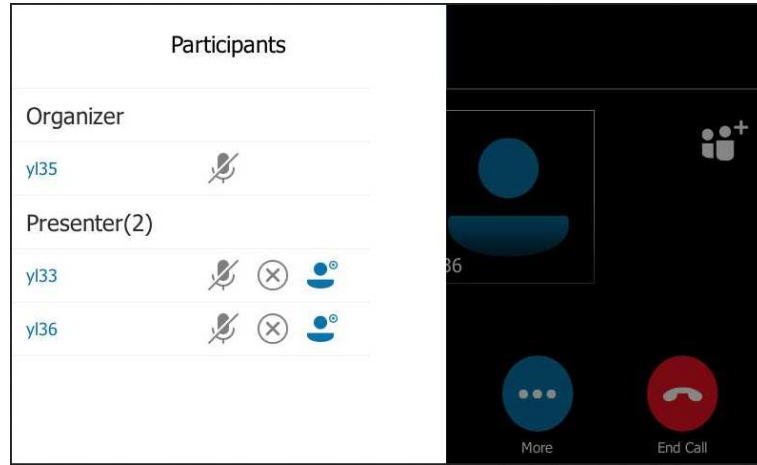 Participants
Organizer
yl35
Presenter(2)
yl33
yl36
36
More
End Call